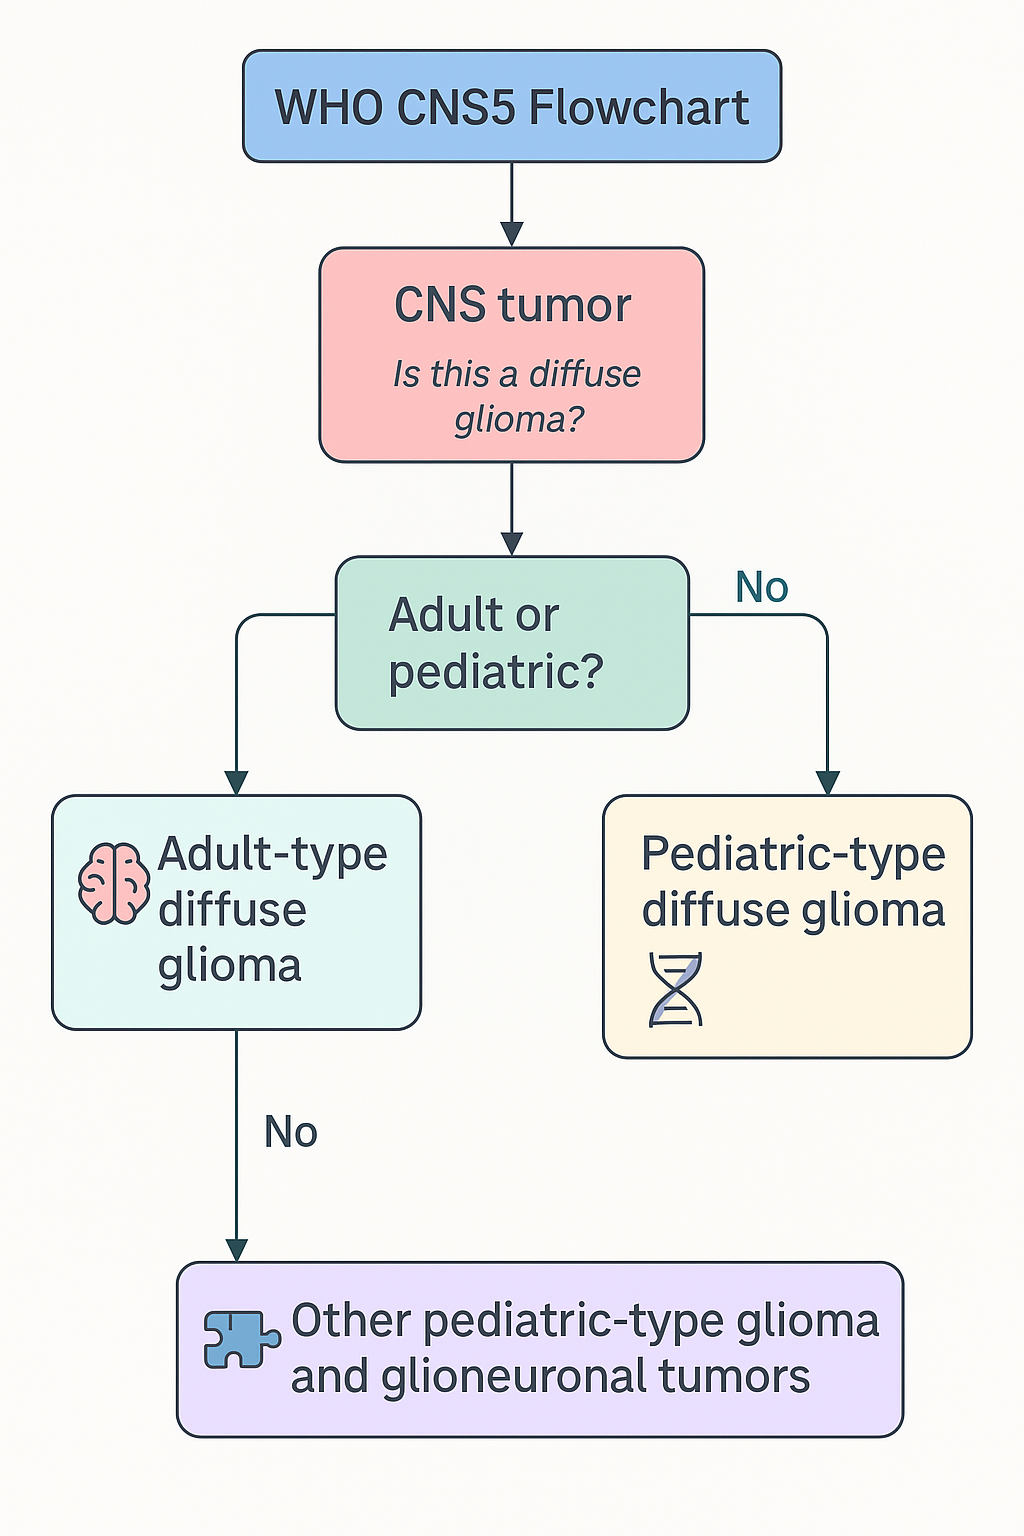 WHO CNS5 Flowchart
CNS tumor
Is this a diffuse
glioma?
Adult or
pediatric?
No
Adult-type
diffuse
glioma
Pediatric-type
diffuse glioma
No
Other pediatric-type glioma
and glioneuronal tumors